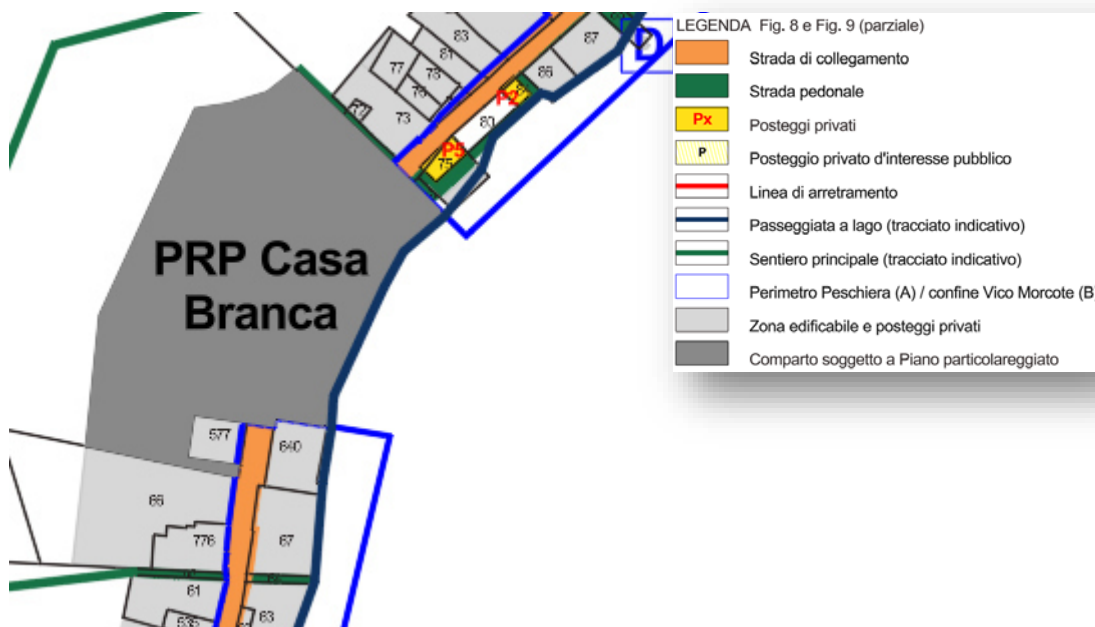 83
87
81
77
73
86
76
73
P2
80
P5
75
D
PRP Casa
Branca
577
640
66
776
67
61
63
LEGENDA Fig. 8 e Fig. 9 (parziale)
Strada di collegamento
Strada pedonale
Px
Posteggi privati
P
Posteggio privato d'interesse pubblico
Linea di arretramento
Passeggiata a lago (tracciato indicativo)
Sentiero principale (tracciato indicativo)
Perimetro Peschiera (A) / confine Vico Morcote (B)
Zona edificabile e posteggi privati
Comparto soggetto a Piano particolareggiato